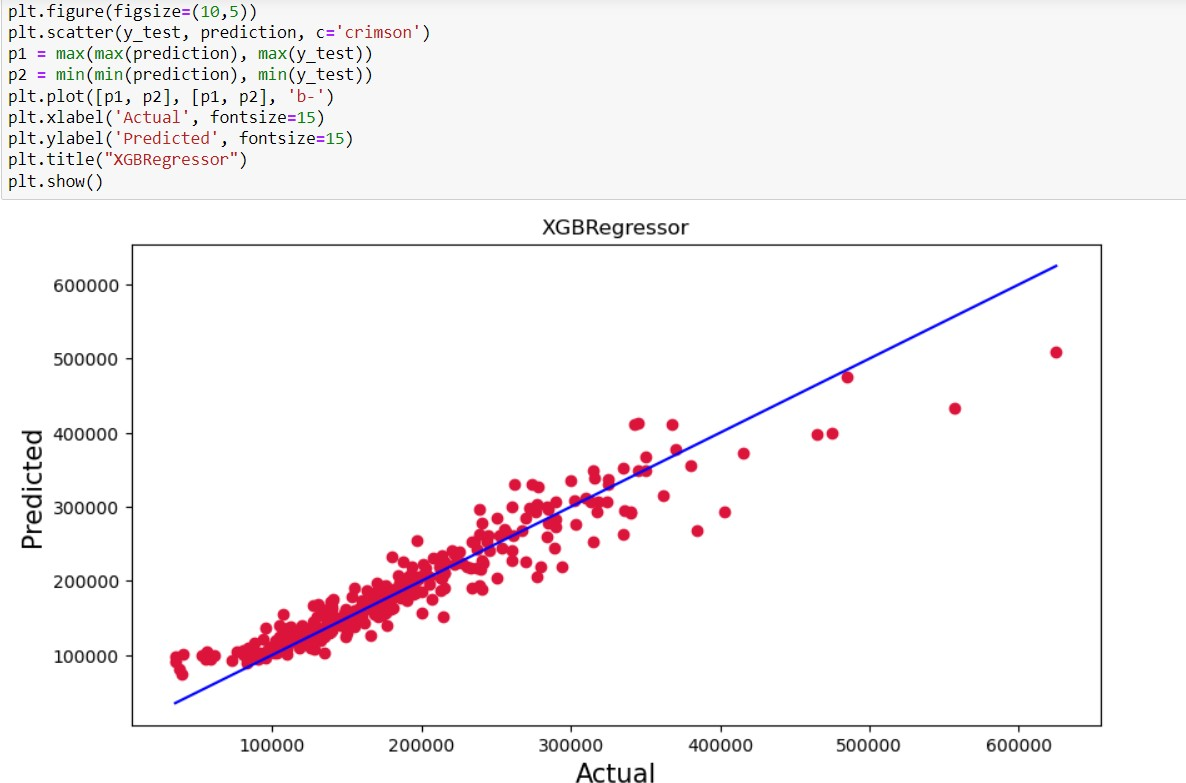 plt.figure(figsize=(10,5))
plt.scatter(y_test, prediction, c='crimson')
p1 = max(max(prediction), max(y_test))
p2 = min(min(prediction), min(y_test))
plt.plot([p1, p2], [p1, p2], 'b-')
plt.xlabel('Actual', fontsize=15)
plt.ylabel('Predicted', fontsize=15)
plt.title("XGBRegressor")
plt.show()
XGBRegressor
600000
500000
400000
300000
200000
100000
Predicted
100000 200000 300000 400000 500000 600000
Actual